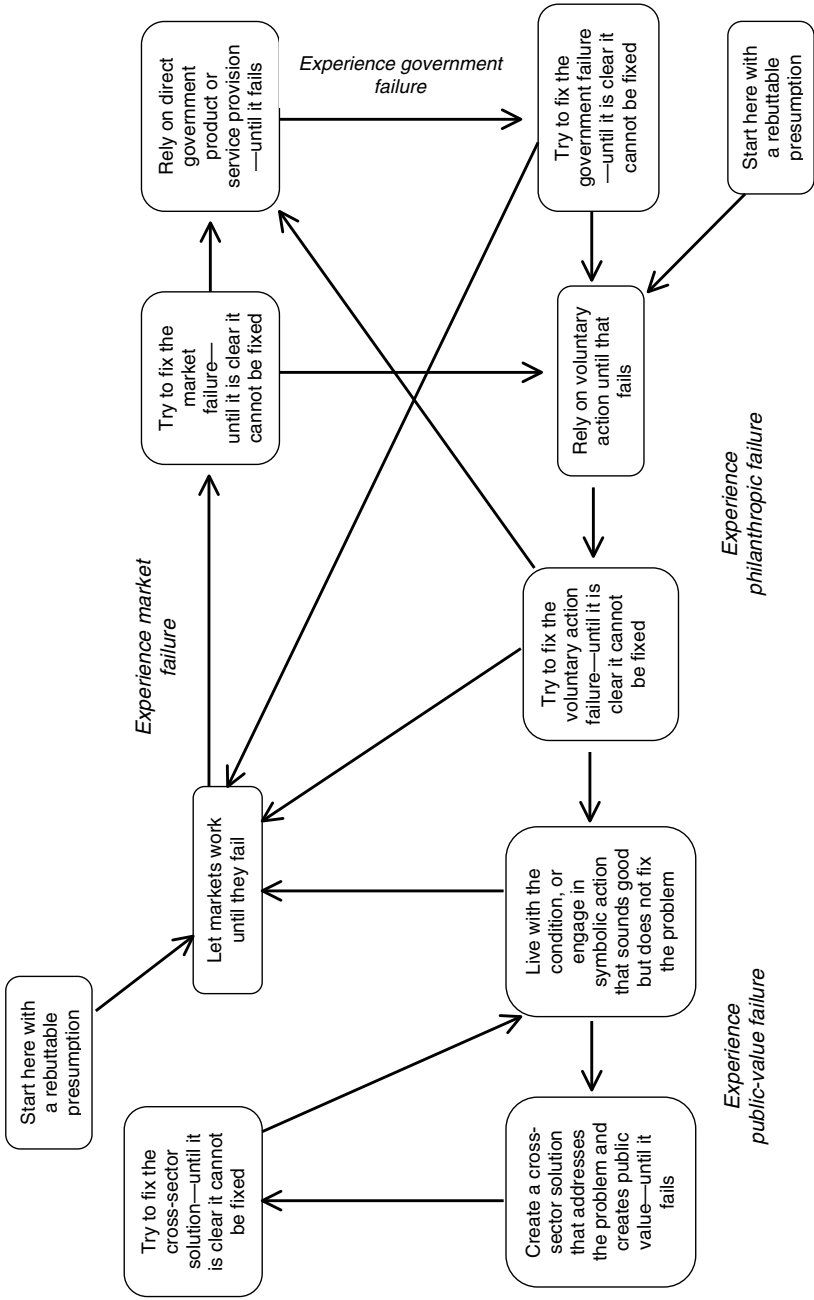 Start here with
a rebuttable
presumption
Try to fix the
cross-sector
solution—until it
is clear it cannot
be fixed
Let markets work
until they fail
Experience market
failure
Try to fix the
market
failure—
until it is clear it
cannot be fixed
Rely on direct
government
product or
service provision
—until it fails
Experience government
failure
Create a cross-
sector solution
that addresses
the problem and
creates public
value—until it
fails
Live with the
condition, or
engage in
symbolic action
that sounds good
but does not fix
the problem
Try to fix the
voluntary action
failure—until it is
clear it cannot
be fixed
Rely on voluntary
action until that
fails
Try to fix the
government failure
—until it is clear it
cannot be fixed
Experience
public-value failure
Experience
philanthropic failure
Start here with
a rebuttable
presumption